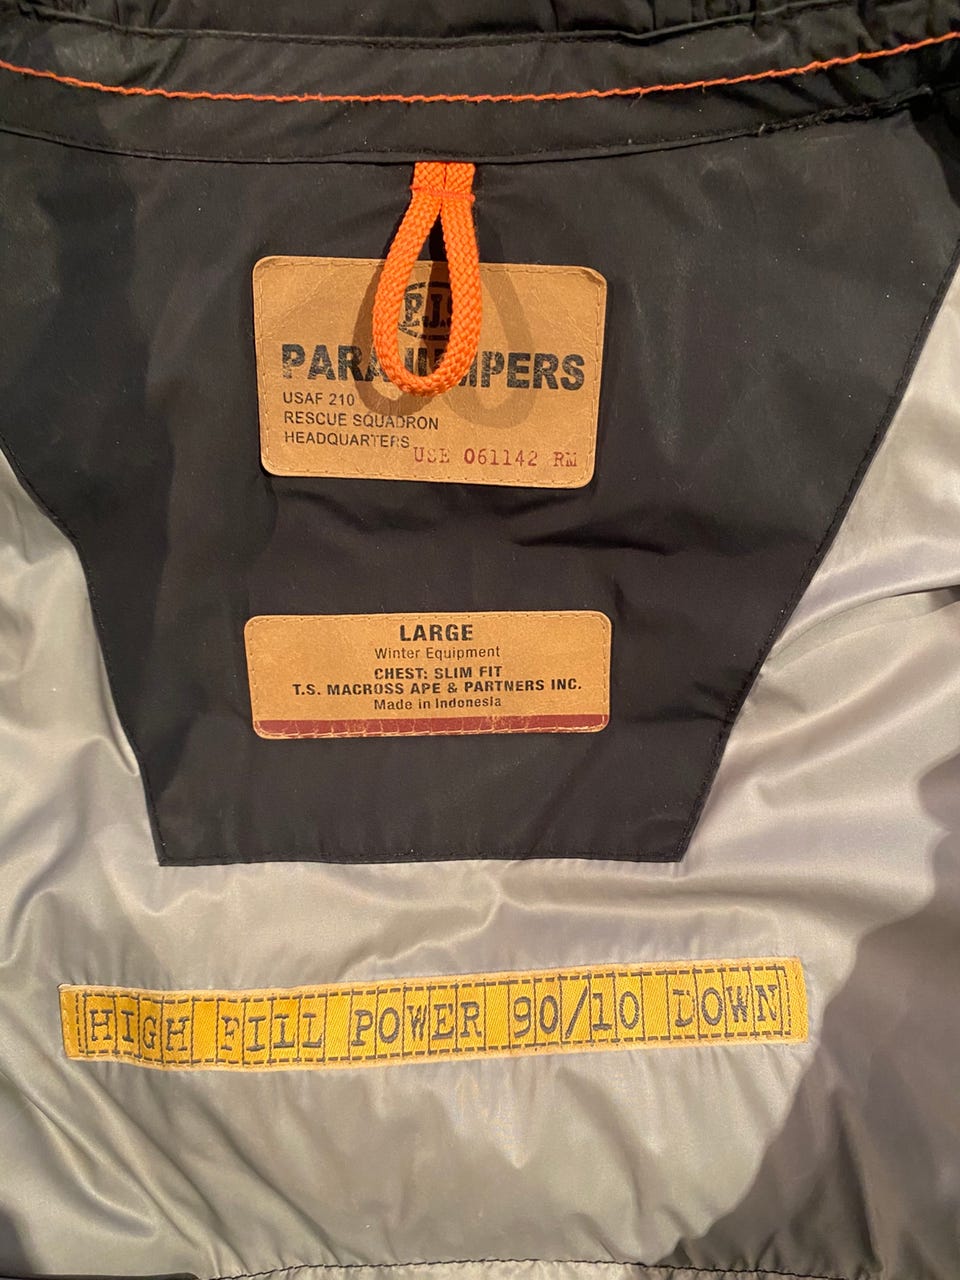 P.J.S
PARAJUMPERS
USAF 210
RESCUE SQUADRON
HEADQUARTERS
USE 061142 RM
LARGE
Winter Equipment
CHEST: SLIM FIT
T.S. MACROSS APE & PARTNERS INC.
Made in Indonesia
HIGH FILL POWER 90/10 DOWN